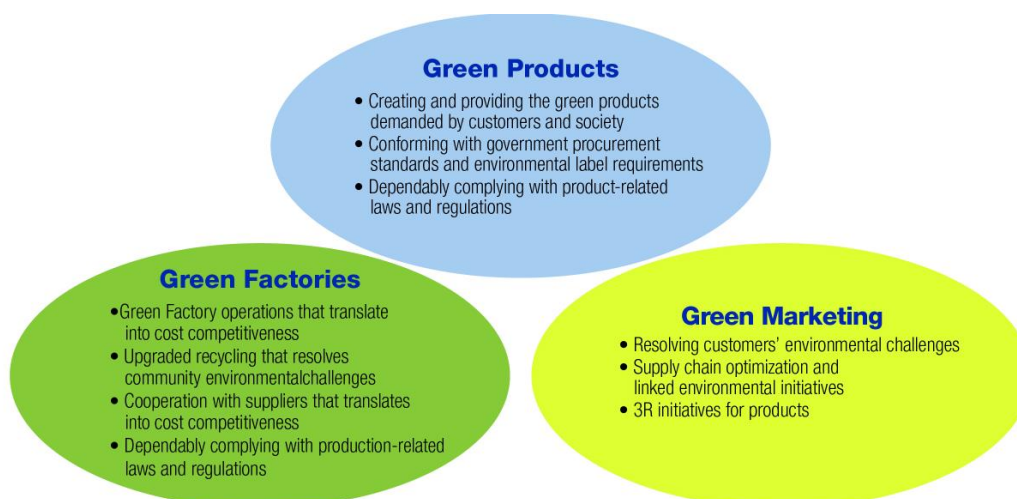 Green Products
• Creating and providing the green products
demanded by customers and society
• Conforming with government procurement
standards and environmental label requirements
• Dependably complying with product-related
laws and regulations
Green Factories
•Green Factory operations that translate
into cost competitiveness
• Upgraded recycling that resolves
community environmentalchallenges
• Cooperation with suppliers that translates
into cost competitiveness
• Dependably complying with production-related
laws and regulations
Green Marketing
• Resolving customers’ environmental challenges
• Supply chain optimization and
linked environmental initiatives
• 3R initiatives for products